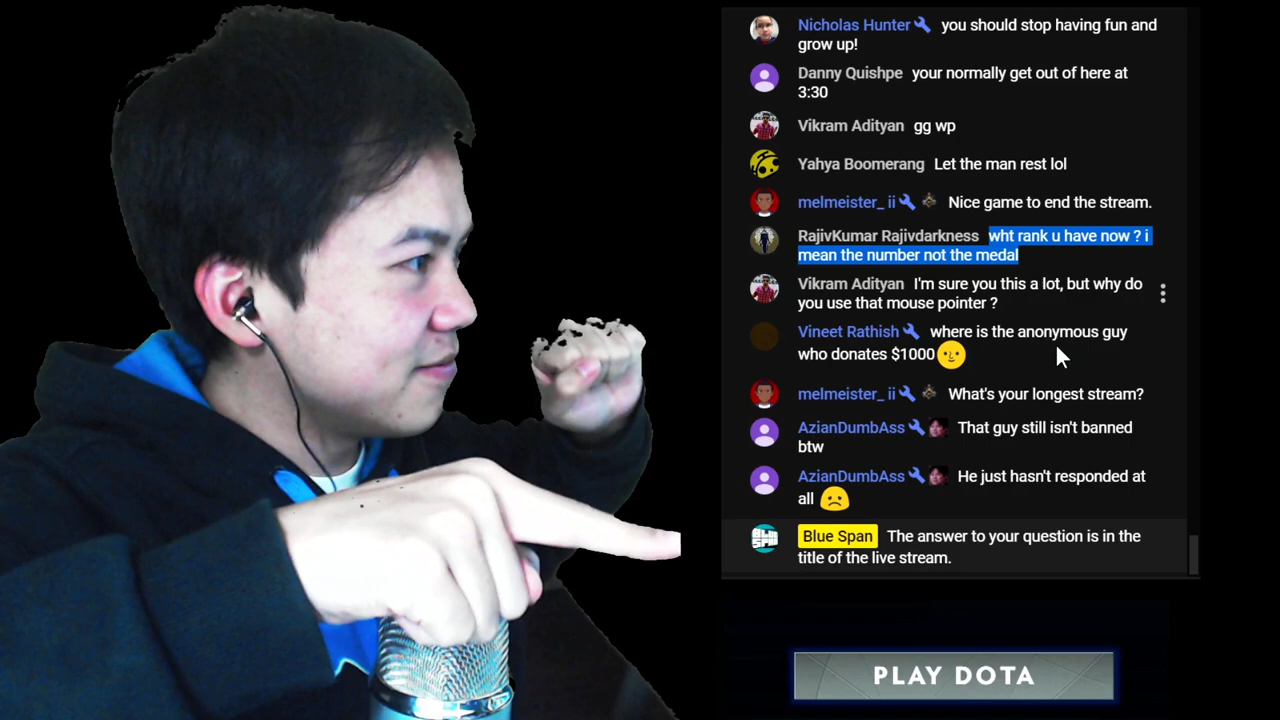 Nicholas Hunter you should stop having fun and
grow up!
Danny Quishpe your normally get out of here at
3:30
Vikram Adityan gg wp
Yahya Boomerang Let the man rest lol
melmeister_ ii Nice game to end the stream.
RajivKumar Rajivdarkness wht rank u have now ? i
mean the number not the medal
Vikram Adityan I'm sure you this a lot, but why do
you use that mouse pointer ?
Vineet Rathish where is the anonymous guy
who donates $1000
melmeister_ ii What's your longest stream?
AzianDumbAss That guy still isn't banned
btw
AzianDumbAss He just hasn't responded at
all
Blue Span The answer to your question is in the
title of the live stream.
PLAY DOTA